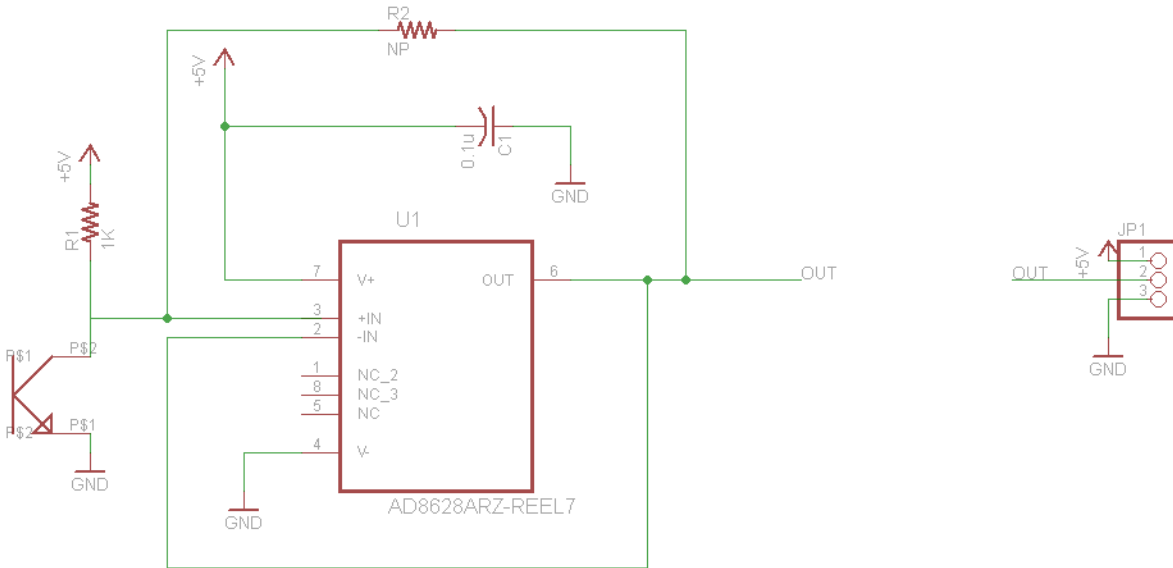 R2
NP
+5V
0.1u
C1
GND
+5V
R1
1K
U1
7
V+
OUT
6
OUT
3
+IN
2
-IN
1
NC_2
8
NC_3
5
NC
4
V-
GND
AD8628ARZ-REEL7
P$1
P$2
P$2
P$1
GND
JP1
+5V
1
OUT
2
3
GND